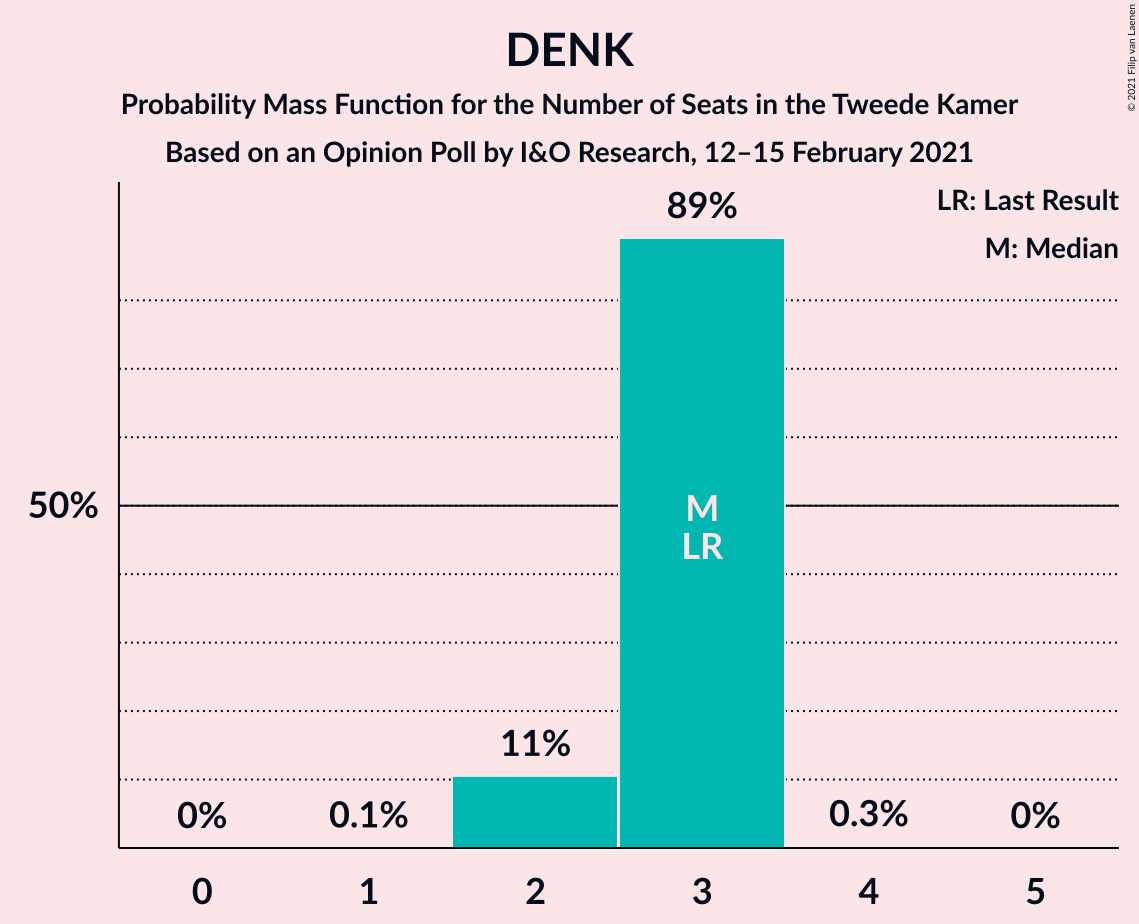 DENK
Probability Mass Function for the Number of Seats in the Tweede Kamer
Based on an Opinion Poll by I&O Research, 12–15 February 2021
© 2021 Filip van Laenen
LR: Last Result
M: Median
89%
50%
M
LR
11%
0%
0.1%
0.3%
0%
0 1 2 3 4 5